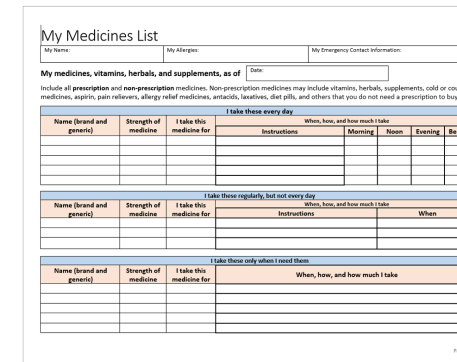 My Medicines List
My Name: My Allergies: My Emergency Contact Information:
My medicines, vitamins, herbals, and supplements, as of Date:
Include all prescription and non-prescription medicines. Non-prescription medicines may include vitamins, herbals, supplements, cold or cou
medicines, aspirin, pain relievers, allergy relief medicines, antacids, laxatives, diet pills, and others that you do not need a prescription to buy
I take these every day
Name (brand and generic) Strength of medicine I take this medicine for When, how, and how much I take
Instructions Morning Noon Evening Be
I take these regularly, but not every day
Name (brand and generic) Strength of medicine I take this medicine for When, how, and how much I take
Instructions When
I take these only when I need them
Name (brand and generic) Strength of medicine I take this medicine for When, how, and how much I take